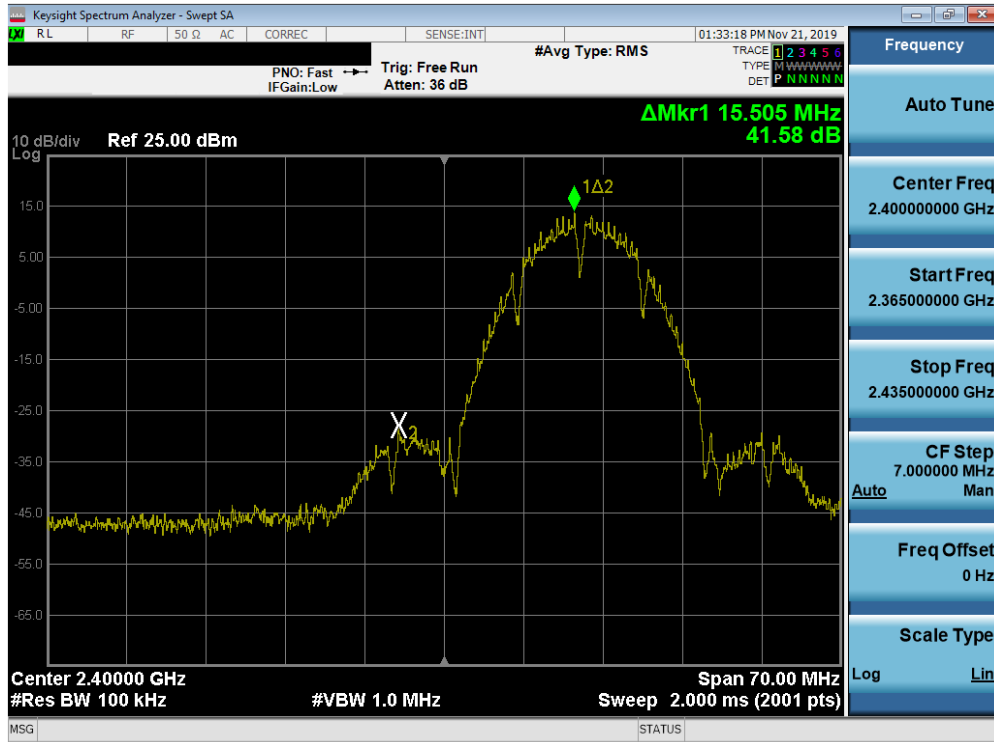 Keysight Spectrum Analyzer - Swept SA
LXI RL RF 50 Ω AC CORREC SENSE:INT 01:33:18 PM Nov 21, 2019
#Avg Type: RMS
TRACE 1 2 3 4 5 6
PNO: Fast Trig: Free Run
TYPE M WWWWW
IFGain:Low Atten: 36 dB
DET P N N N N N
ΔMkr1 15.505 MHz
41.58 dB
10 dB/div Ref 25.00 dBm
Log
1Δ2
15.0
5.00
-5.00
-15.0
-25.0
X2
-35.0
-45.0
-55.0
-65.0
Center 2.40000 GHz Span 70.00 MHz
#Res BW 100 kHz #VBW 1.0 MHz Sweep 2.000 ms (2001 pts)
MSG STATUS
Frequency
Auto Tune
Center Freq
2.400000000 GHz
Start Freq
2.365000000 GHz
Stop Freq
2.435000000 GHz
CF Step
7.000000 MHz
Auto Man
Freq Offset
0 Hz
Scale Type
Log Lin